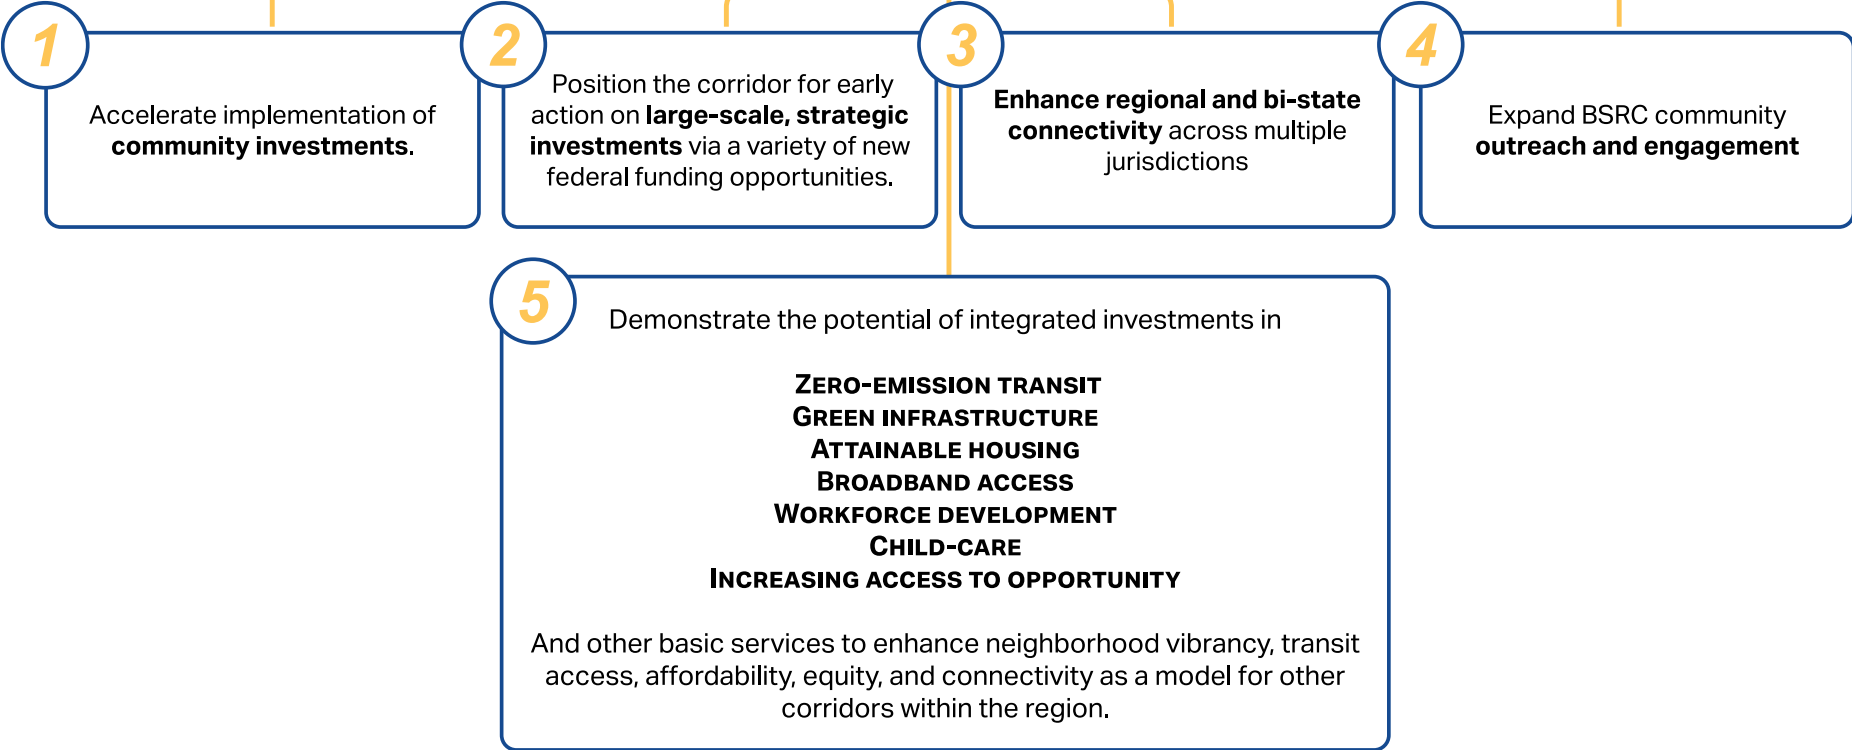 1
Accelerate implementation of
community investments.
2
Position the corridor for early
action on large-scale, strategic
investments via a variety of new
federal funding opportunities.
3
Enhance regional and bi-state
connectivity across multiple
jurisdictions
4
Expand BSRC community
outreach and engagement
5
Demonstrate the potential of integrated investments in
ZERO-EMISSION TRANSIT
GREEN INFRASTRUCTURE
ATTAINABLE HOUSING
BROADBAND ACCESS
WORKFORCE DEVELOPMENT
CHILD-CARE
INCREASING ACCESS TO OPPORTUNITY
And other basic services to enhance neighborhood vibrancy, transit
access, affordability, equity, and connectivity as a model for other
corridors within the region.